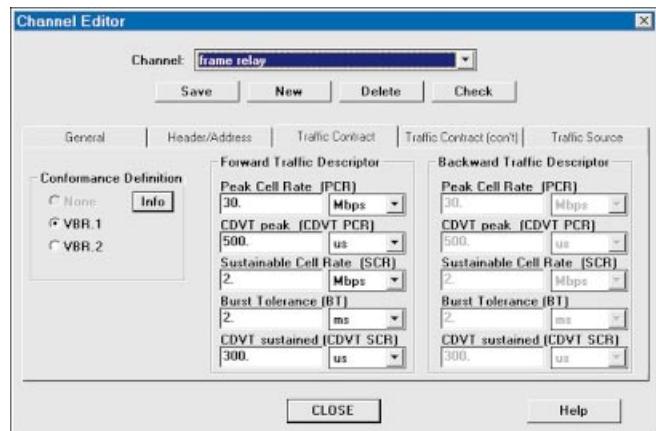 Channel Editor
Channel: frame relay
Save New Delete Check
General Header/Address Traffic Contract Traffic Contract (con't) Traffic Source
Conformance Definition
None Info
VBR.1
VBR.2
Forward Traffic Descriptor
Peak Cell Rate (PCR)
30. Mbps
CDVT peak (CDVT PCR)
500. us
Sustainable Cell Rate (SCR)
2. Mbps
Burst Tolerance (BT)
2. ms
CDVT sustained (CDVT SCR)
300. us
Backward Traffic Descriptor
Peak Cell Rate (PCR)
30. Mbps
CDVT peak (CDVT PCR)
500. us
Sustainable Cell Rate (SCR)
2. Mbps
Burst Tolerance (BT)
2. ms
CDVT sustained (CDVT SCR)
300. us
CLOSE Help